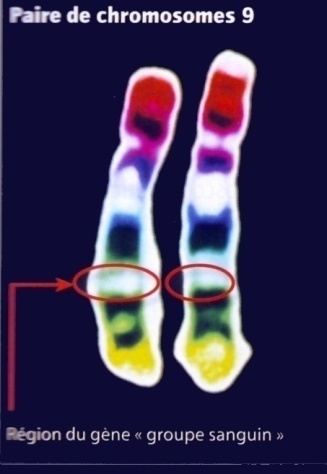 Paire de chromosomes 9
Région du gène « groupe sanguin »